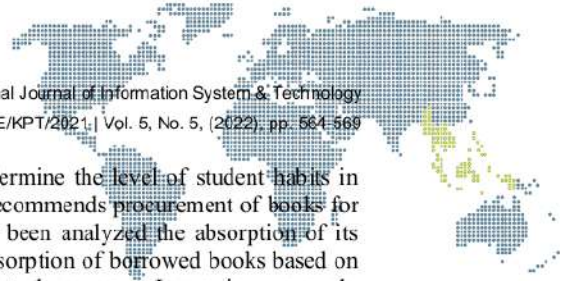 al Journal of Information System & Technology
E/KPT/2021 | Vol. 5, No. 5, (2022), pp. 564-569
ermine the level of student habits in
ecommends procurement of books for
been analyzed the absorption of its
sorption of borrowed books based on